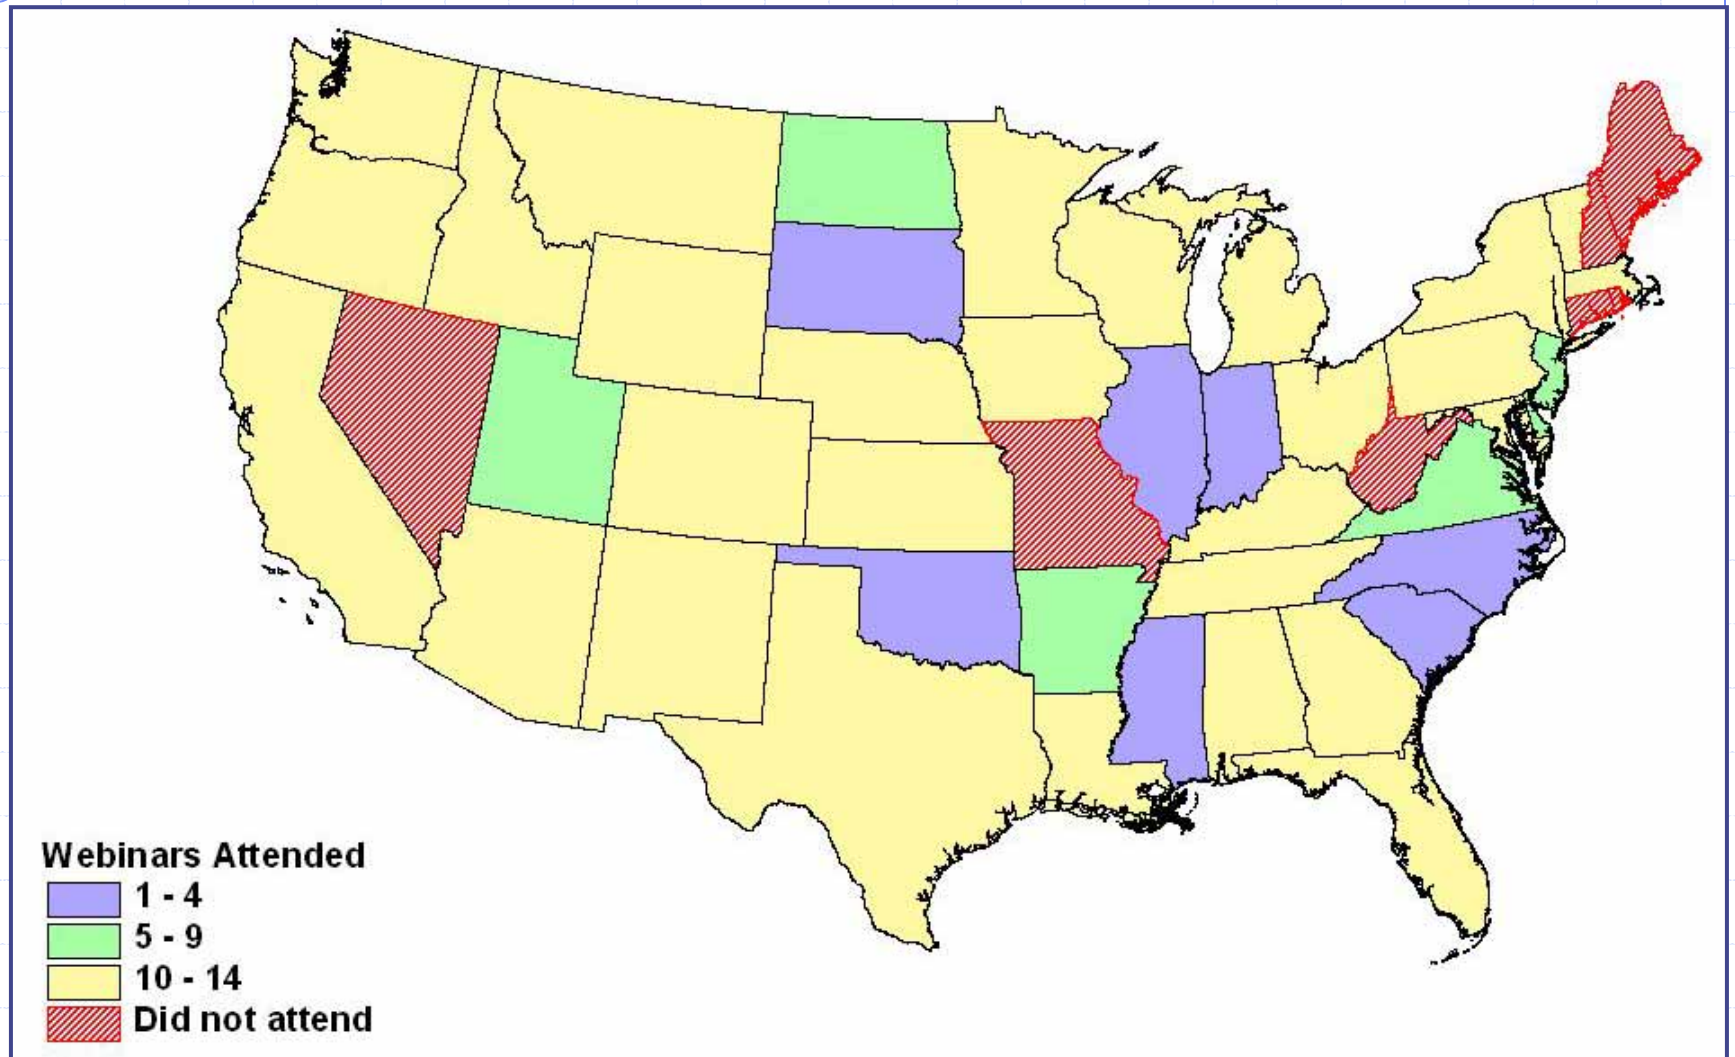 Webinars Attended
1 - 4
5 - 9
10 - 14
Did not attend